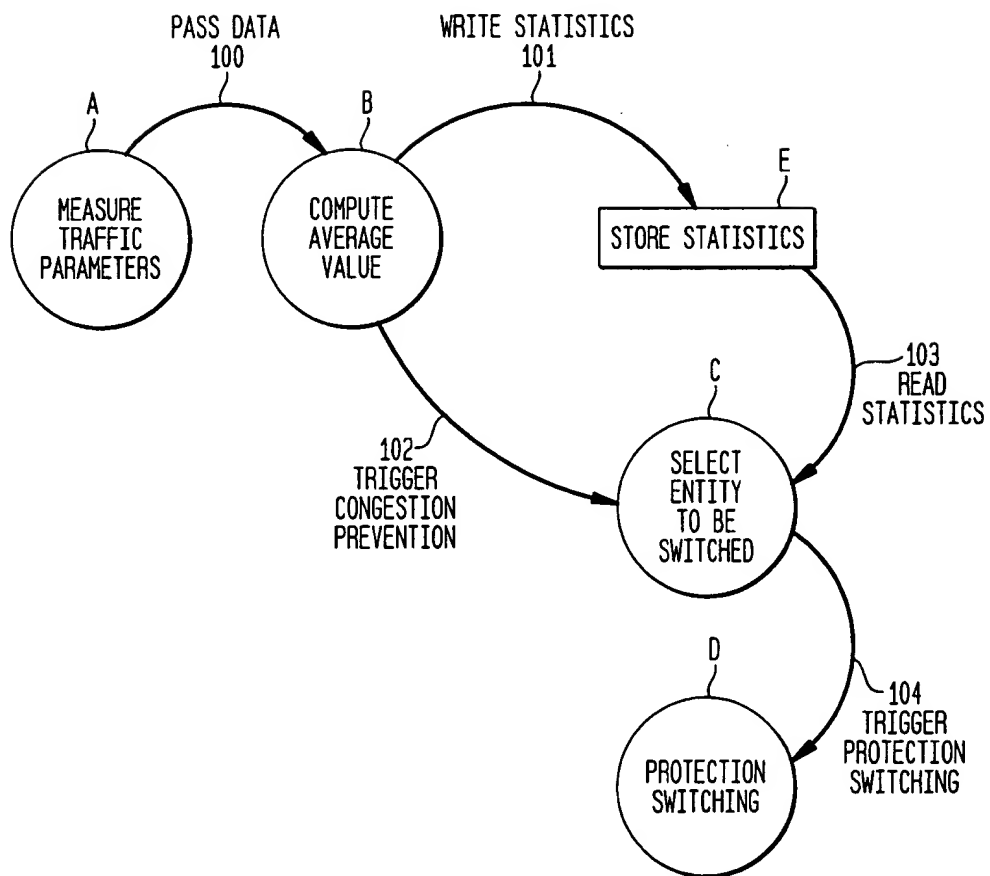 PASS DATA
100
WRITE STATISTICS
101
A
MEASURE
TRAFFIC
PARAMETERS
B
COMPUTE
AVERAGE
VALUE
E
STORE STATISTICS
103
READ
STATISTICS
102
TRIGGER
CONGESTION
PREVENTION
C
SELECT
ENTITY
TO BE
SWITCHED
104
TRIGGER
PROTECTION
SWITCHING
D
PROTECTION
SWITCHING